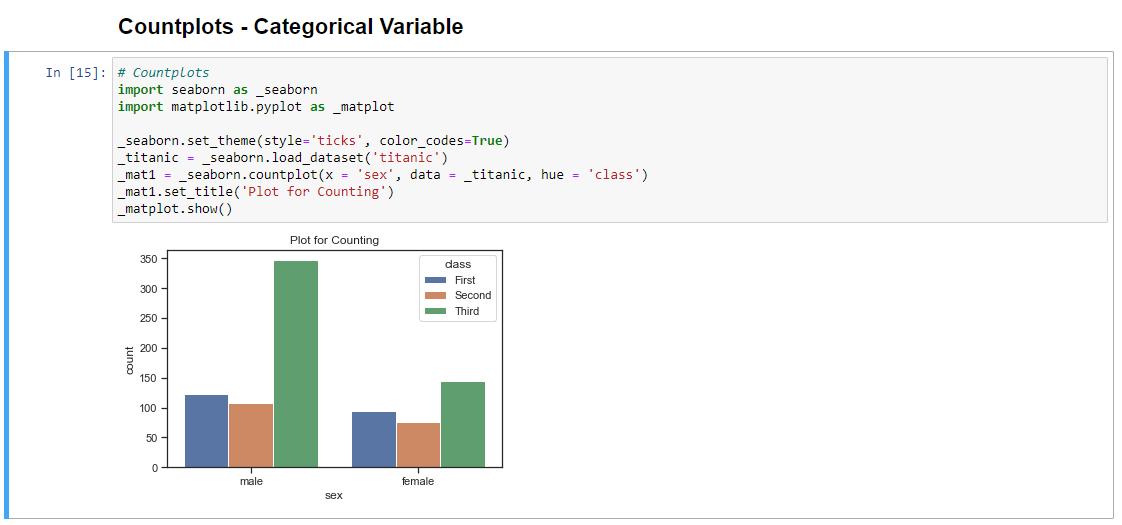 Countplots - Categorical Variable
In [15]:
# Countplots
import seaborn as _seaborn
import matplotlib.pyplot as _matplot
_seaborn.set_theme(style='ticks', color_codes=True)
_titanic = _seaborn.load_dataset('titanic')
_mat1 = _seaborn.countplot(x = 'sex', data = _titanic, hue = 'class')
_mat1.set_title('Plot for Counting')
_matplot.show()
Plot for Counting
350
300
250
200
150
100
50
0
count
class
First
Second
Third
male female
sex